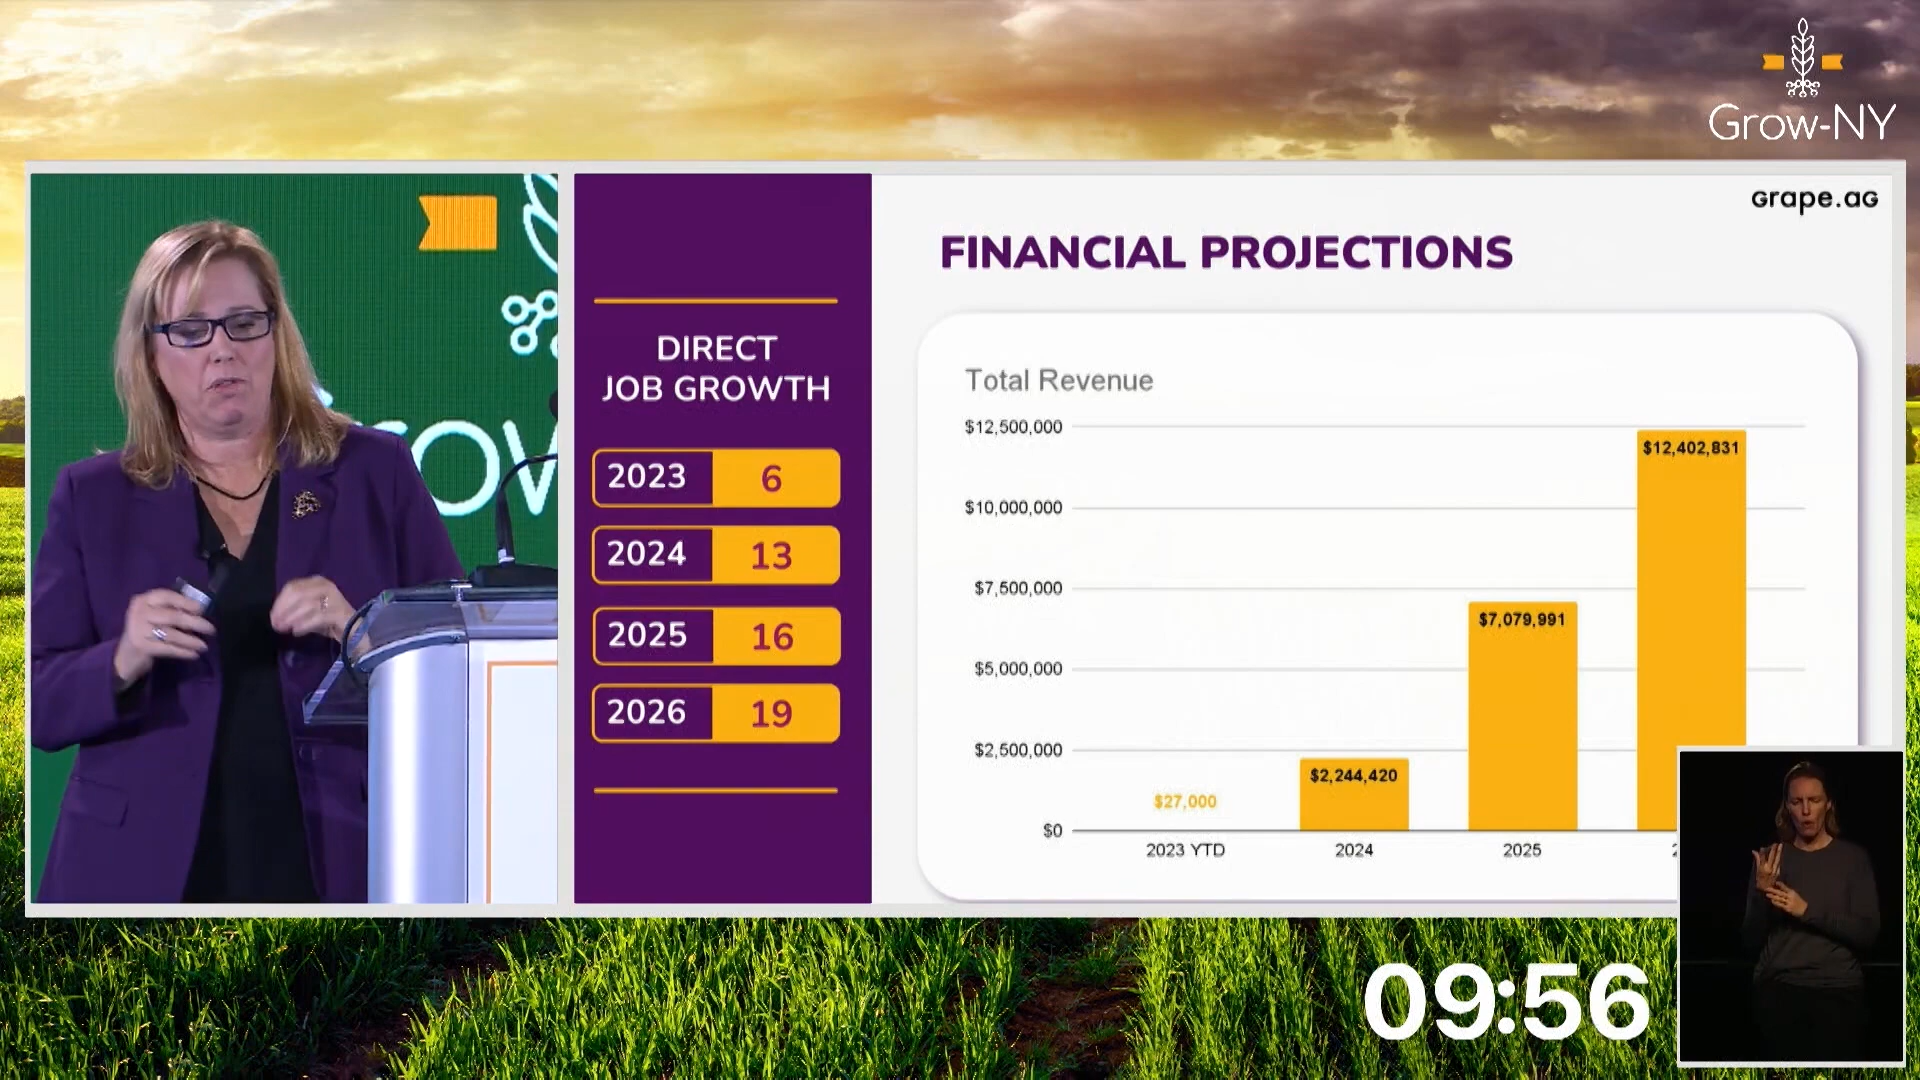 Grow-NY
grape.ag
FINANCIAL PROJECTIONS
DIRECT
JOB GROWTH
2023 6
2024 13
2025 16
2026 19
Total Revenue
$12,500,000
$10,000,000
$7,500,000
$5,000,000
$2,500,000
$0
$27,000
$2,244,420
$7,079,991
$12,402,831
2023 YTD
2024
2025
09:56